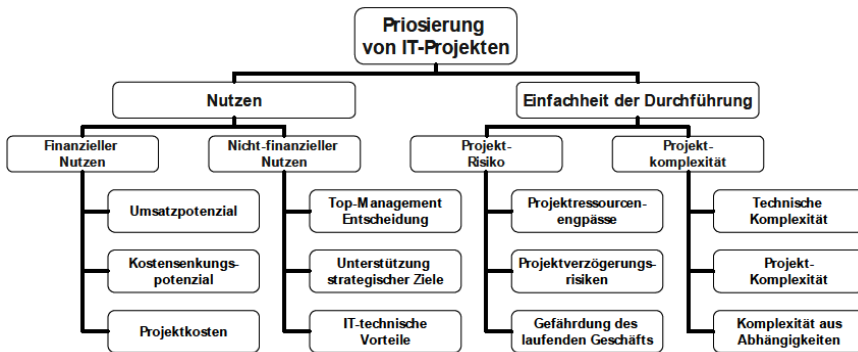 Priosierung
von IT-Projekten
Nutzen
Einfachheit der Durchführung
Finanzieller
Nutzen
Nicht-finanzieller
Nutzen
Projekt-
Risiko
Projekt-
komplexität
Umsatzpotenzial
Top-Management
Entscheidung
Projektressourcen-
engpässe
Technische
Komplexität
Kostensenkungs-
potenzial
Unterstützung
strategischer Ziele
Projektverzögerungs-
risiken
Projekt-
Komplexität
Projektkosten
IT-technische
Vorteile
Gefährdung des
laufenden Geschäfts
Komplexität aus
Abhängigkeiten